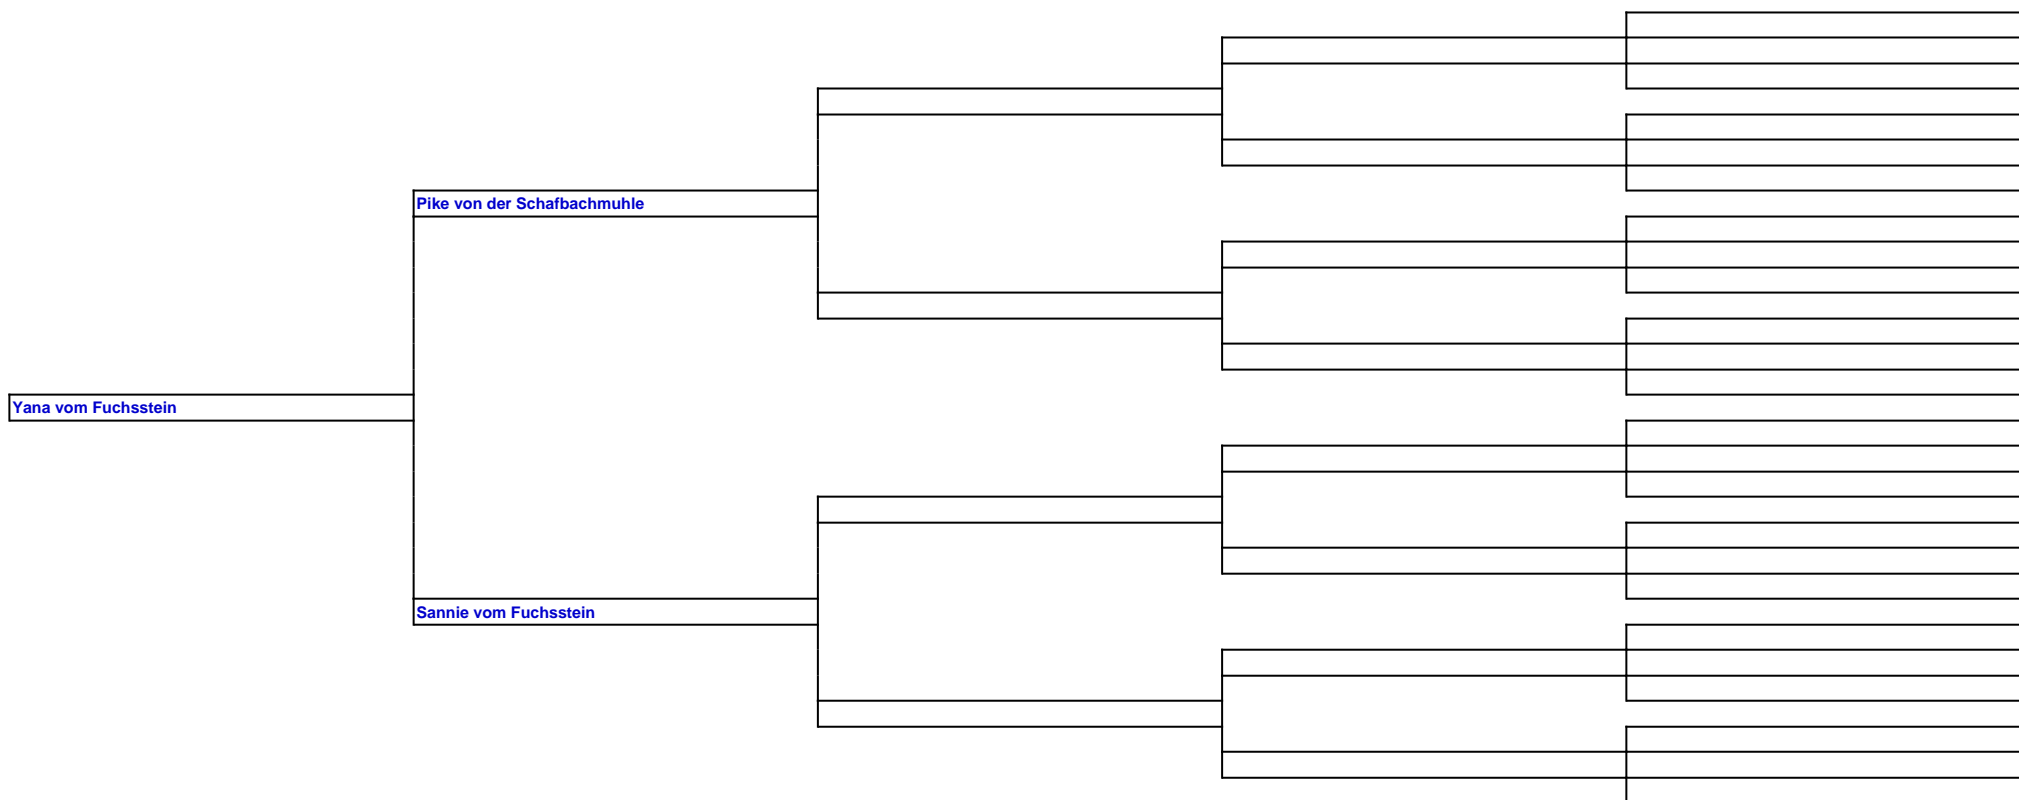 Pike von der Schafbachmuhle
Yana vom Fuchsstein
Sannie vom Fuchsstein